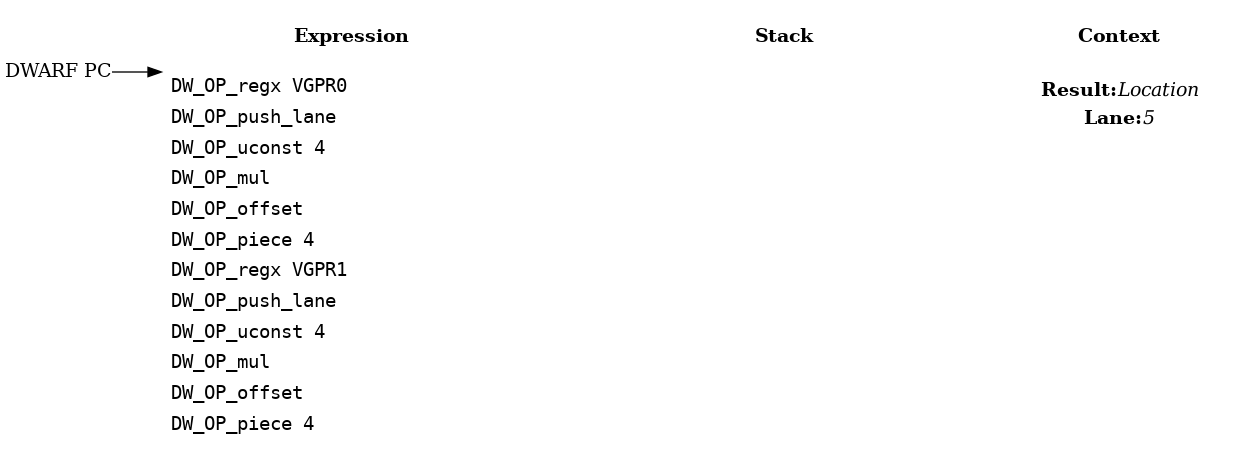 Expression Stack Context
DWARF PC
DW_OP_regx VGPR0
Result:Location
DW_OP_push_lane
Lane:5
DW_OP_uconst 4
DW_OP_mul
DW_OP_offset
DW_OP_piece 4
DW_OP_regx VGPR1
DW_OP_push_lane
DW_OP_uconst 4
DW_OP_mul
DW_OP_offset
DW_OP_piece 4